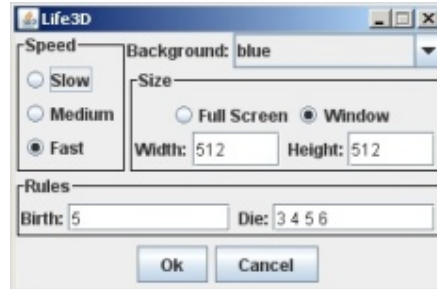 Life3D
Speed
Background: blue
Slow
Size
Medium
Full Screen Window
Fast
Width: 512 Height: 512
Rules
Birth: 5 Die: 3 4 5 6
Ok Cancel